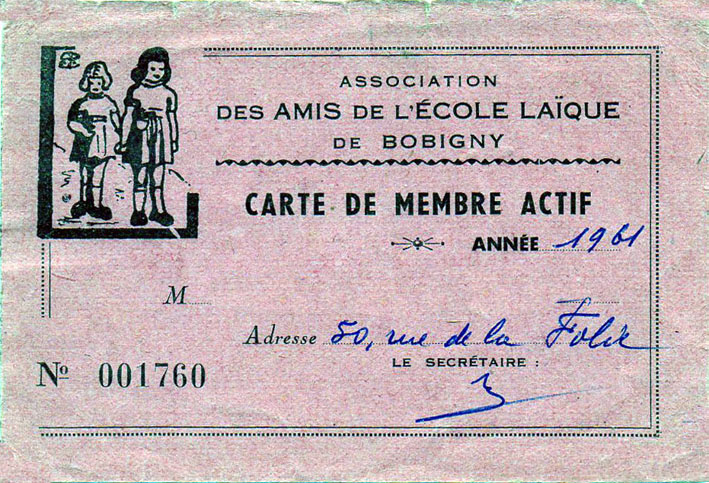 ASSOCIATION
DES AMIS DE L'ÉCOLE LAÏQUE
DE BOBIGNY
CARTE DE MEMBRE ACTIF
ANNÉE 1961
M
Adresse 50, rue de la Folie
LE SECRÉTAIRE :
Nº 001760